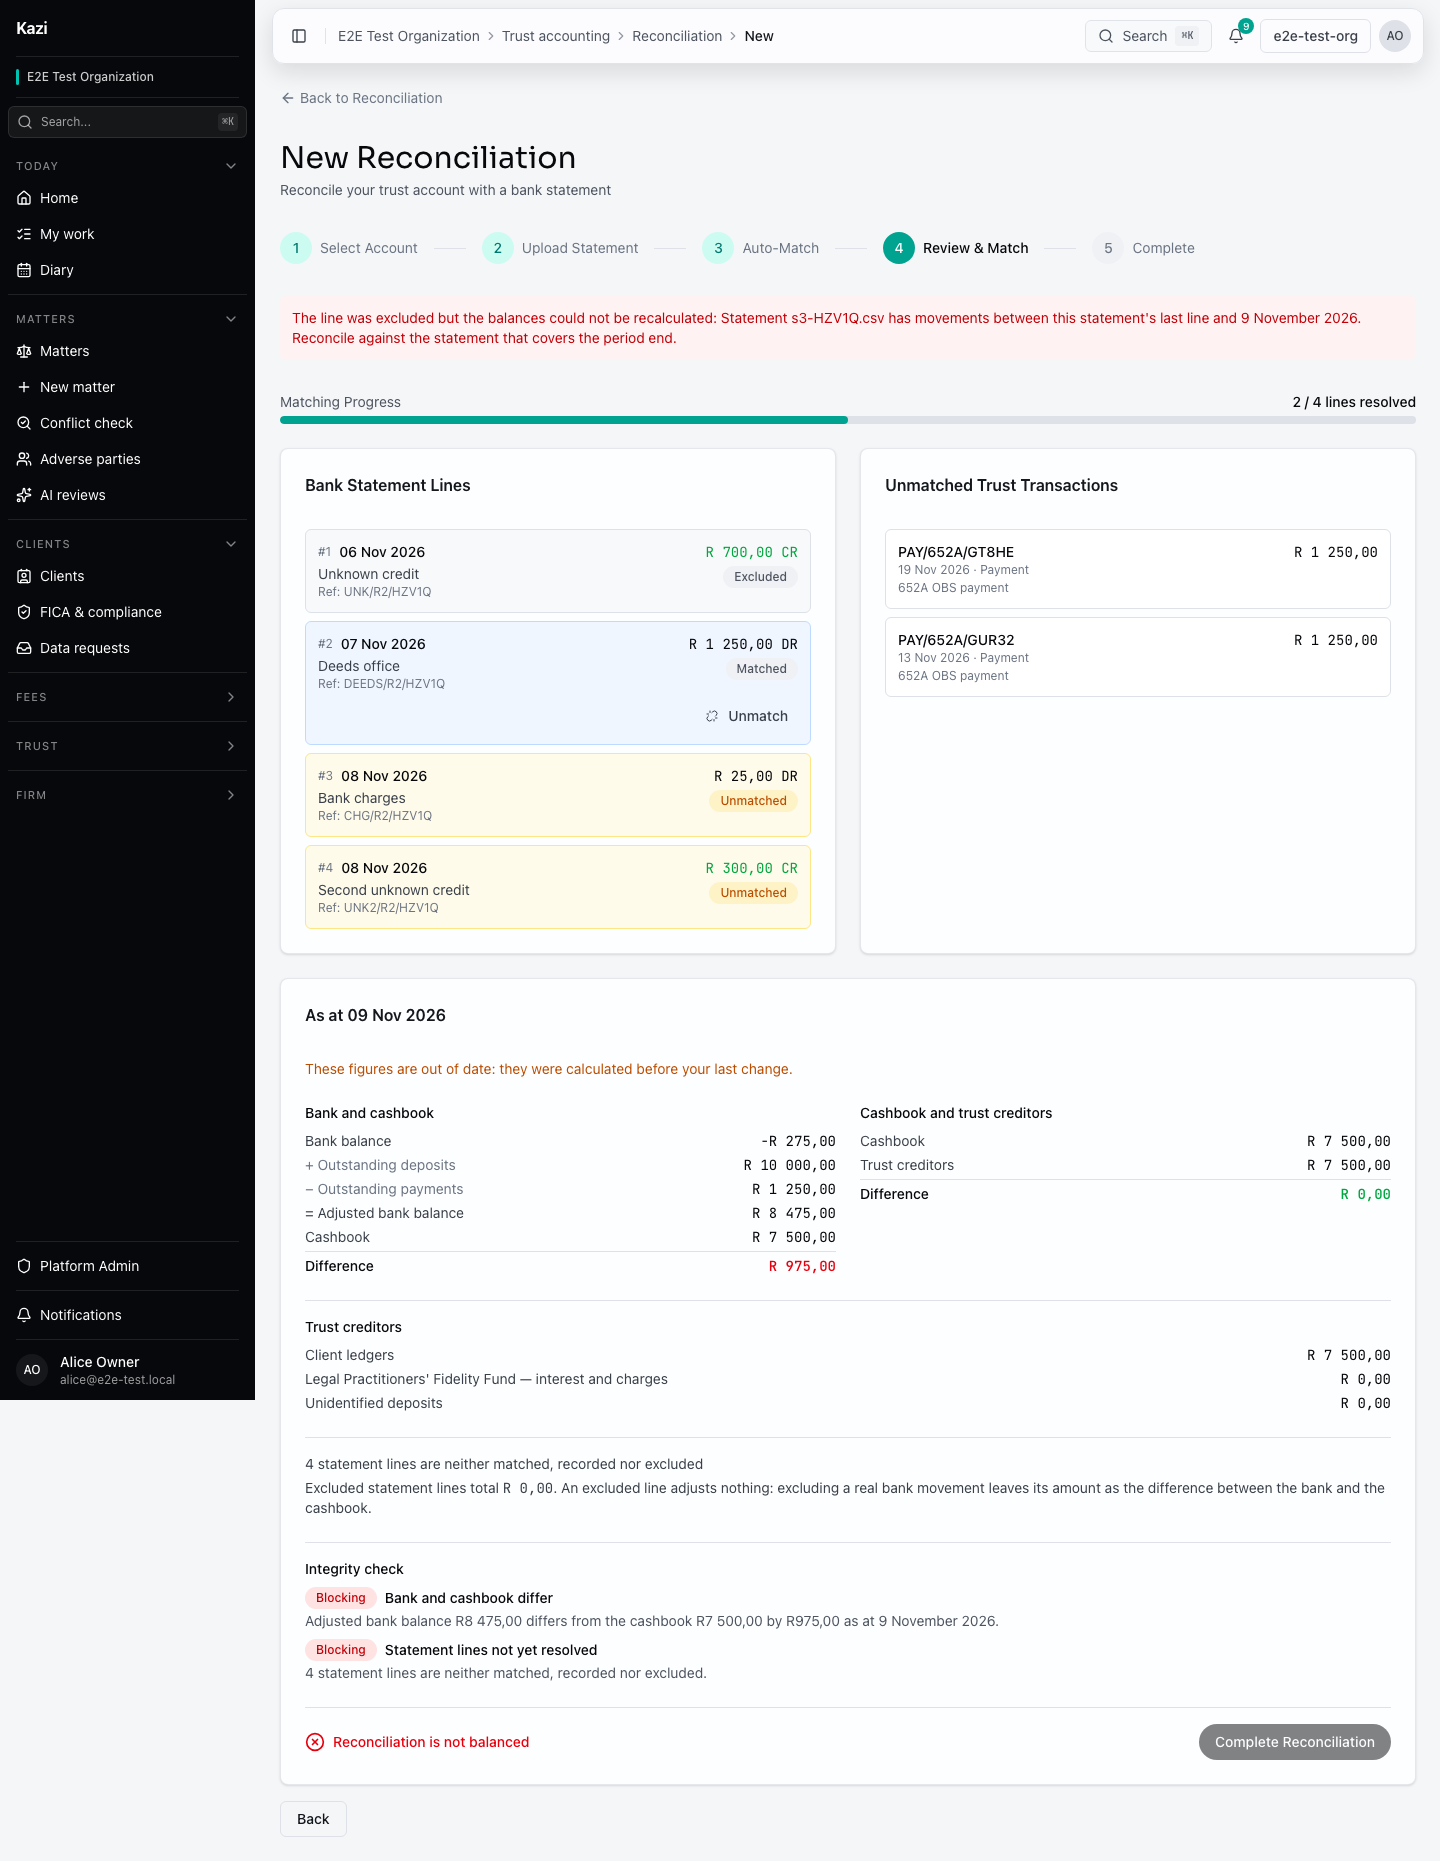 Kazi
E2E Test Organization
Search...
⌘K
TODAY
Home
My work
Diary
MATTERS
Matters
New matter
Conflict check
Adverse parties
AI reviews
CLIENTS
Clients
FICA & compliance
Data requests
FEES
TRUST
FIRM
Platform Admin
Notifications
AO
Alice Owner
alice@e2e-test.local
E2E Test Organization
Trust accounting
Reconciliation
New
Search ⌘K
9
e2e-test-org
AO
Back to Reconciliation
New Reconciliation
Reconcile your trust account with a bank statement
1 Select Account
2 Upload Statement
3 Auto-Match
4 Review & Match
5 Complete
The line was excluded but the balances could not be recalculated: Statement s3-HZV1Q.csv has movements between this statement's last line and 9 November 2026.
Reconcile against the statement that covers the period end.
Matching Progress 2 / 4 lines resolved
Bank Statement Lines
#1 06 Nov 2026 R 700,00 CR
Unknown credit Excluded
Ref: UNK/R2/HZV1Q
#2 07 Nov 2026 R 1 250,00 DR
Deeds office Matched
Ref: DEEDS/R2/HZV1Q
Unmatch
#3 08 Nov 2026 R 25,00 DR
Bank charges Unmatched
Ref: CHG/R2/HZV1Q
#4 08 Nov 2026 R 300,00 CR
Second unknown credit Unmatched
Ref: UNK2/R2/HZV1Q
Unmatched Trust Transactions
PAY/652A/GT8HE R 1 250,00
19 Nov 2026 · Payment
652A OBS payment
PAY/652A/GUR32 R 1 250,00
13 Nov 2026 · Payment
652A OBS payment
As at 09 Nov 2026
These figures are out of date: they were calculated before your last change.
Bank and cashbook
Bank balance -R 275,00
+ Outstanding deposits R 10 000,00
− Outstanding payments R 1 250,00
= Adjusted bank balance R 8 475,00
Cashbook R 7 500,00
Difference R 975,00
Cashbook and trust creditors
Cashbook R 7 500,00
Trust creditors R 7 500,00
Difference R 0,00
Trust creditors
Client ledgers R 7 500,00
Legal Practitioners' Fidelity Fund — interest and charges R 0,00
Unidentified deposits R 0,00
4 statement lines are neither matched, recorded nor excluded
Excluded statement lines total R 0,00. An excluded line adjusts nothing: excluding a real bank movement leaves its amount as the difference between the bank and the
cashbook.
Integrity check
Blocking Bank and cashbook differ
Adjusted bank balance R8 475,00 differs from the cashbook R7 500,00 by R975,00 as at 9 November 2026.
Blocking Statement lines not yet resolved
4 statement lines are neither matched, recorded nor excluded.
Reconciliation is not balanced
Complete Reconciliation
Back